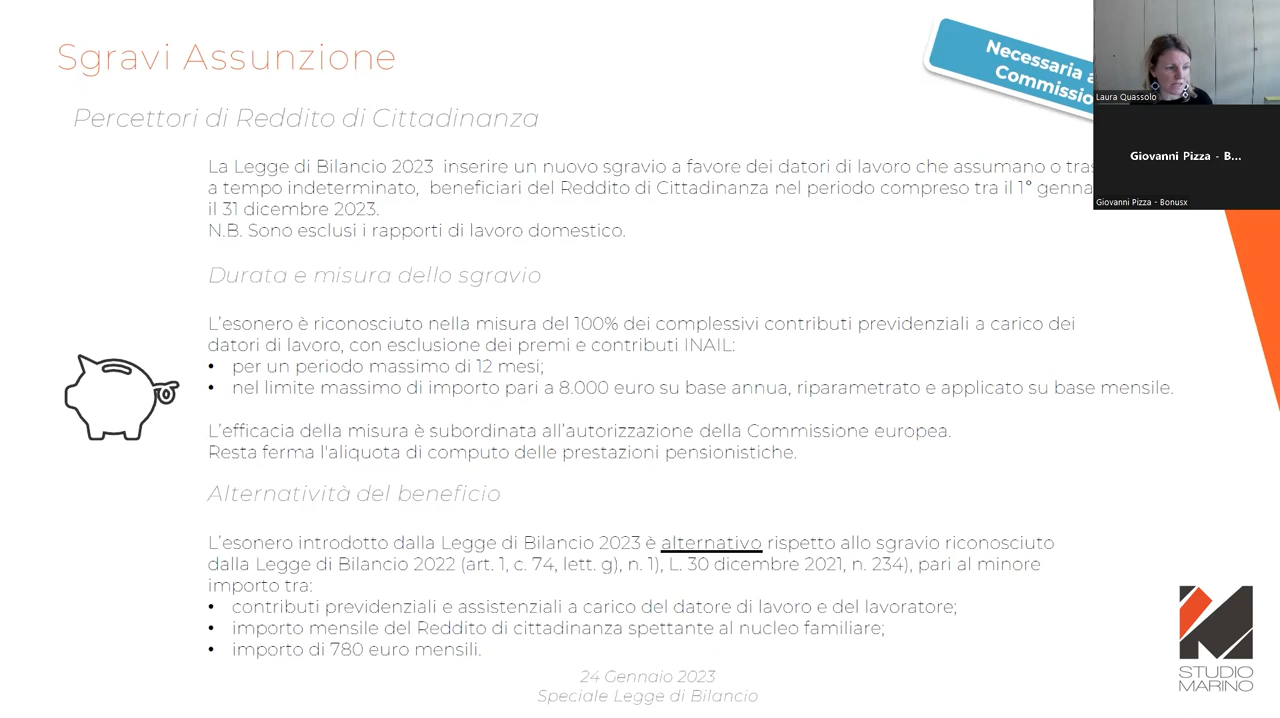 Sgravi Assunzione
Necessaria
Commissio
Laura Quassolo
Giovanni Pizza - B...
Giovanni Pizza - Bonusx
Percettori di Reddito di Cittadinanza
La Legge di Bilancio 2023 inserire un nuovo sgravio a favore dei datori di lavoro che assumano o tras
a tempo indeterminato, beneficiari del Reddito di Cittadinanza nel periodo compreso tra il 1° genna
il 31 dicembre 2023.
N.B. Sono esclusi i rapporti di lavoro domestico.
Durata e misura dello sgravio
L'esonero è riconosciuto nella misura del 100% dei complessivi contributi previdenziali a carico dei
datori di lavoro, con esclusione dei premi e contributi INAIL:
• per un periodo massimo di 12 mesi;
• nel limite massimo di importo pari a 8.000 euro su base annua, riparametrato e applicato su base mensile.
L'efficacia della misura è subordinata all'autorizzazione della Commissione europea.
Resta ferma l'aliquota di computo delle prestazioni pensionistiche.
Alternatività del beneficio
L'esonero introdotto dalla Legge di Bilancio 2023 è alternativo rispetto allo sgravio riconosciuto
dalla Legge di Bilancio 2022 (art. 1, c. 74, lett. g), n. 1), L. 30 dicembre 2021, n. 234), pari al minore
importo tra:
• contributi previdenziali e assistenziali a carico del datore di lavoro e del lavoratore;
• importo mensile del Reddito di cittadinanza spettante al nucleo familiare;
• importo di 780 euro mensili.
24 Gennaio 2023
Speciale Legge di Bilancio
STUDIO
MARINO